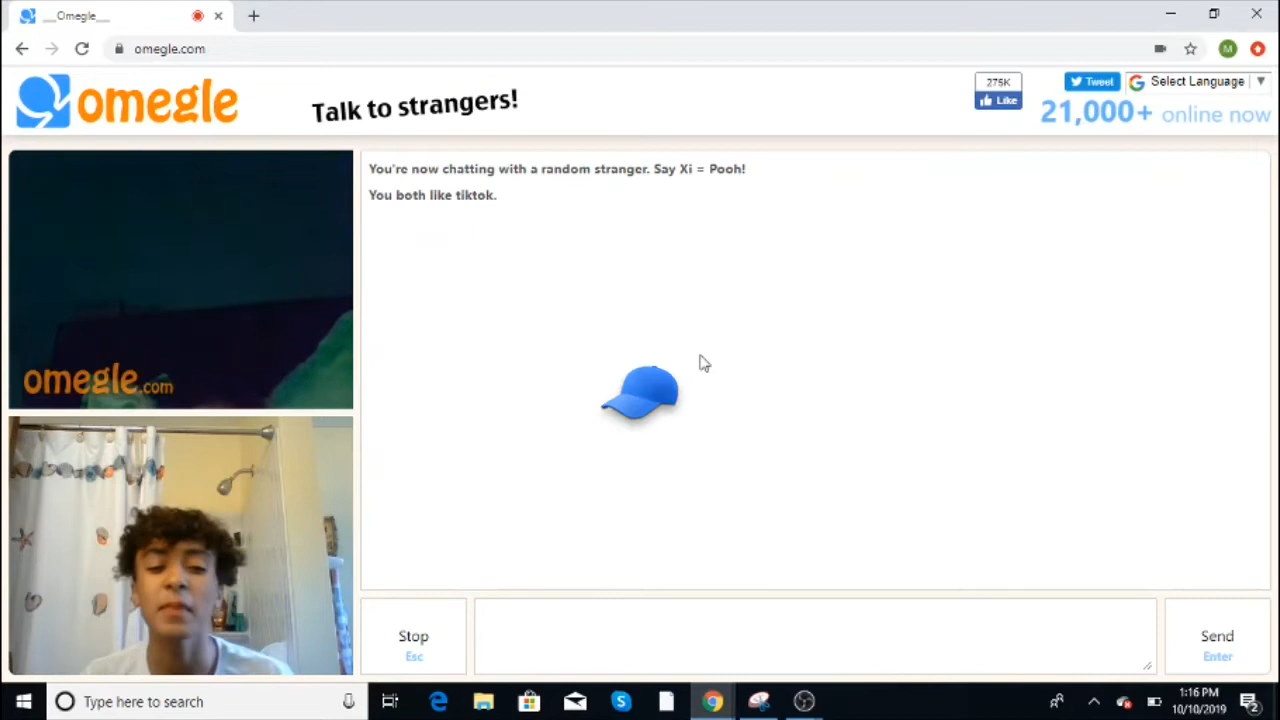 __Omegle__
omegle.com
M
omegle
Talk to strangers!
275K
Like
Tweet
G Select Language
21,000+ online now
You're now chatting with a random stranger. Say Xi = Pooh!
You both like tiktok.
omegle.com
Stop
Esc
Send
Enter
Type here to search
1:16 PM
10/10/2019
2